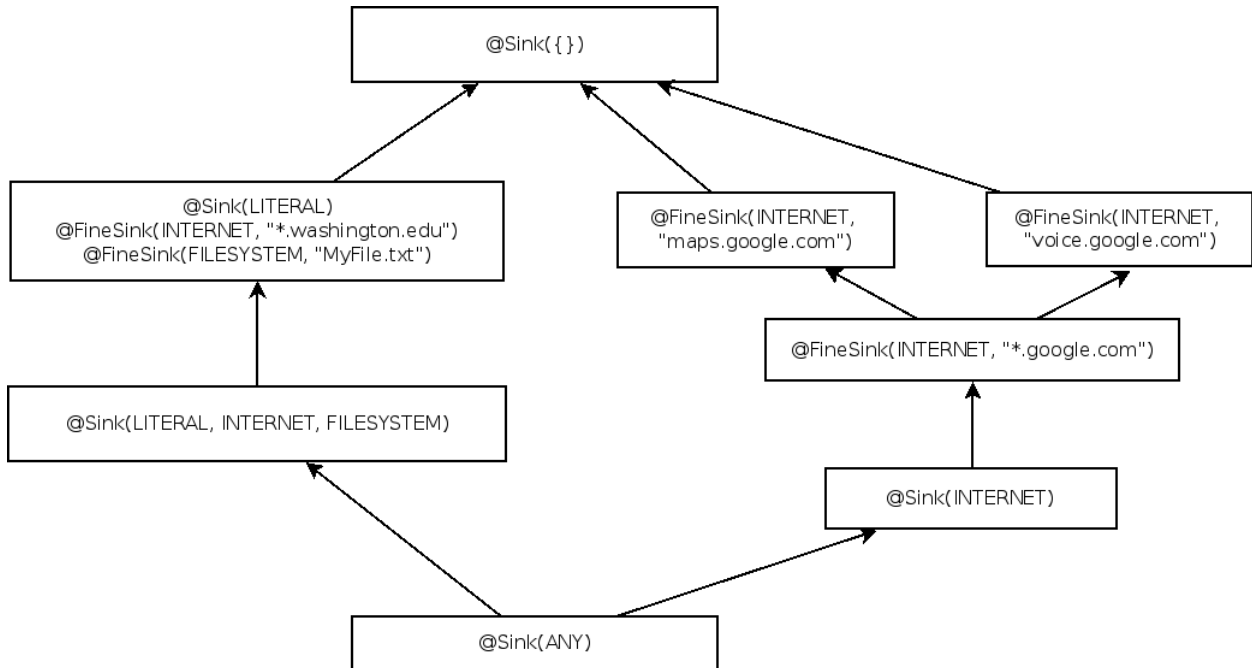 @Sink({})
@Sink(LITERAL)
@FineSink(INTERNET, "*.washington.edu")
@FineSink(FILESYSTEM, "MyFile.txt")
@FineSink(INTERNET,
"maps.google.com")
@FineSink(INTERNET,
"voice.google.com")
@FineSink(INTERNET, "*.google.com")
@Sink(LITERAL, INTERNET, FILESYSTEM)
@Sink(INTERNET)
@Sink(ANY)